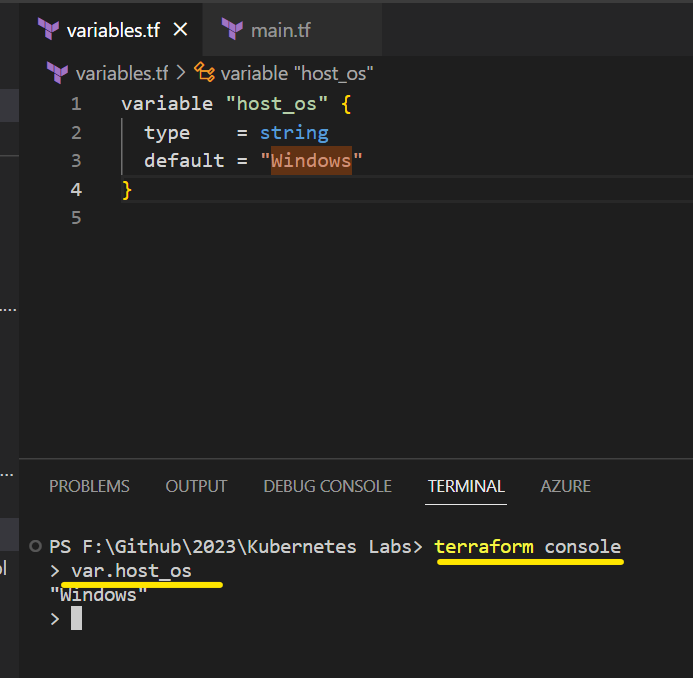 variables.tf main.tf
variables.tf > variable "host_os"
1 variable "host_os" {
2 type = string
3 default = "Windows"
4 }
5
PROBLEMS OUTPUT DEBUG CONSOLE TERMINAL AZURE
PS F:\Github\2023\Kubernetes Labs> terraform console
> var.host_os
"Windows"
>